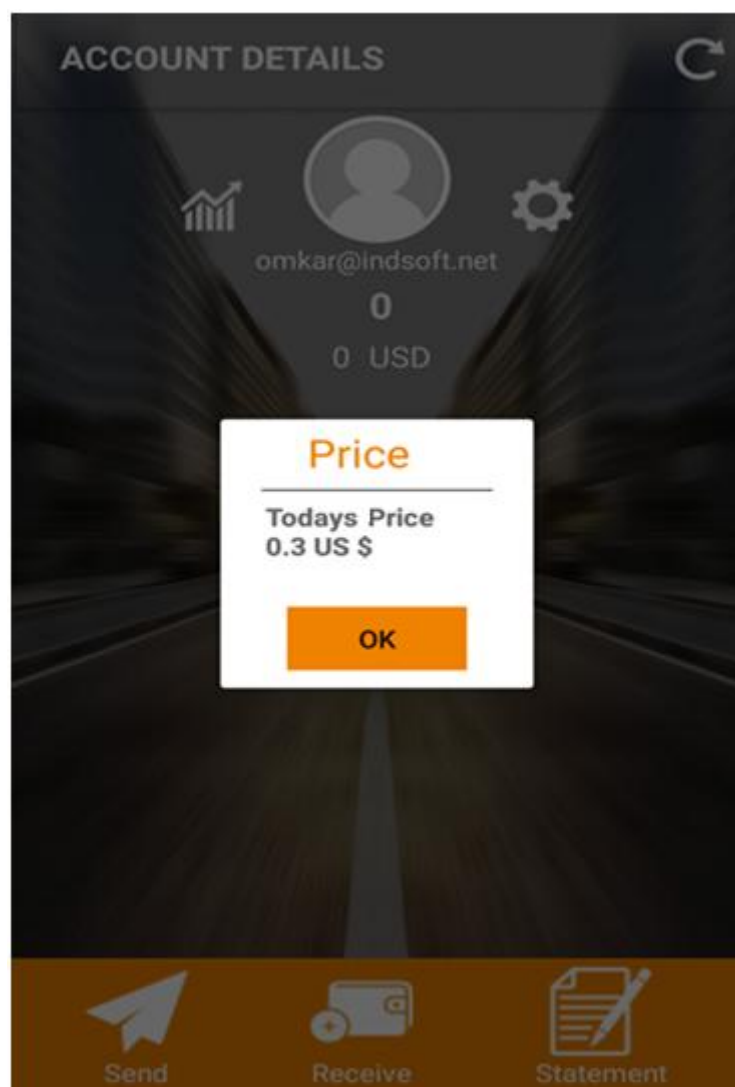 ACCOUNT DETAILS
omkar@indsoft.net
0
0 USD
Price
Todays Price
0.3 US $
OK
Send
Receive
Statement